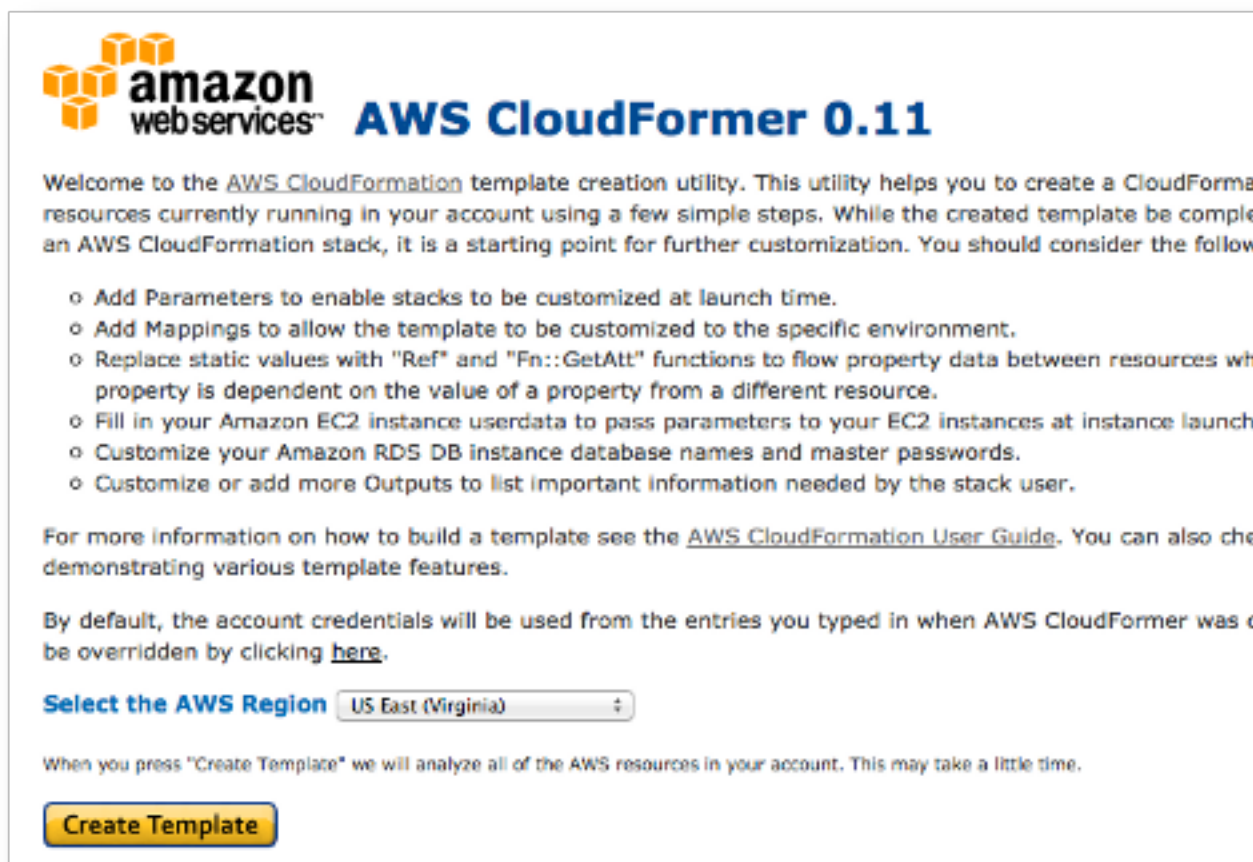 amazon
webservices™
AWS CloudFormer 0.11
Welcome to the AWS CloudFormation template creation utility. This utility helps you to create a CloudForma
resources currently running in your account using a few simple steps. While the created template be comple
an AWS CloudFormation stack, it is a starting point for further customization. You should consider the follow
o Add Parameters to enable stacks to be customized at launch time.
o Add Mappings to allow the template to be customized to the specific environment.
o Replace static values with "Ref" and "Fn::GetAtt" functions to flow property data between resources wh
property is dependent on the value of a property from a different resource.
o Fill in your Amazon EC2 instance userdata to pass parameters to your EC2 instances at instance launch
o Customize your Amazon RDS DB instance database names and master passwords.
o Customize or add more Outputs to list important information needed by the stack user.
For more information on how to build a template see the AWS CloudFormation User Guide. You can also che
demonstrating various template features.
By default, the account credentials will be used from the entries you typed in when AWS CloudFormer was c
be overridden by clicking here.
Select the AWS Region US East (Virginia)
When you press "Create Template" we will analyze all of the AWS resources in your account. This may take a little time.
Create Template